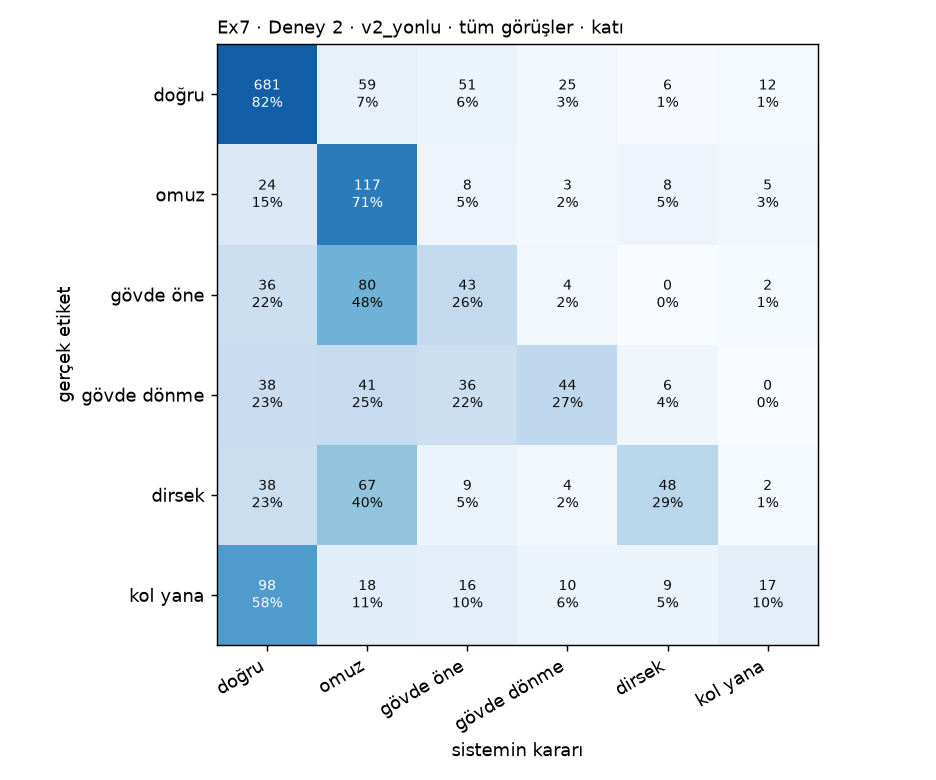 Ex7 · Deney 2 · v2_yonlu · tüm görüşler · katı
gerçek etiket
doğru
681 59 51 25 6 12
82% 7% 6% 3% 1% 1%
omuz
24 117 8 3 8 5
15% 71% 5% 2% 5% 3%
gövde öne
36 80 43 4 0 2
22% 48% 26% 2% 0% 1%
gövde dönme
38 41 36 44 6 0
23% 25% 22% 27% 4% 0%
dirsek
38 67 9 4 48 2
23% 40% 5% 2% 29% 1%
kol yana
98 18 16 10 9 17
58% 11% 10% 6% 5% 10%
doğru omuz gövde öne gövde dönme dirsek kol yana
sistemin kararı